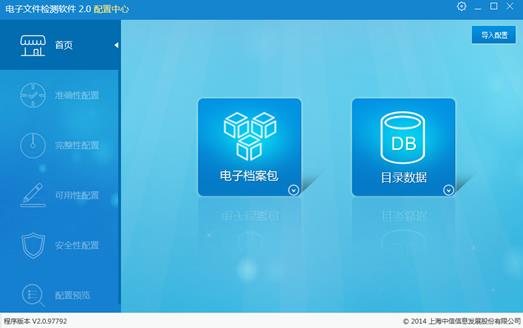 电子文件检测软件 2.0 配置中心
导入配置
首页
准确性配置
完整性配置
可用性配置
安全性配置
配置预览
电子档案包
DB
目录数据
程序版本 V2.0.97792
© 2014 上海中信信息发展股份有限公司